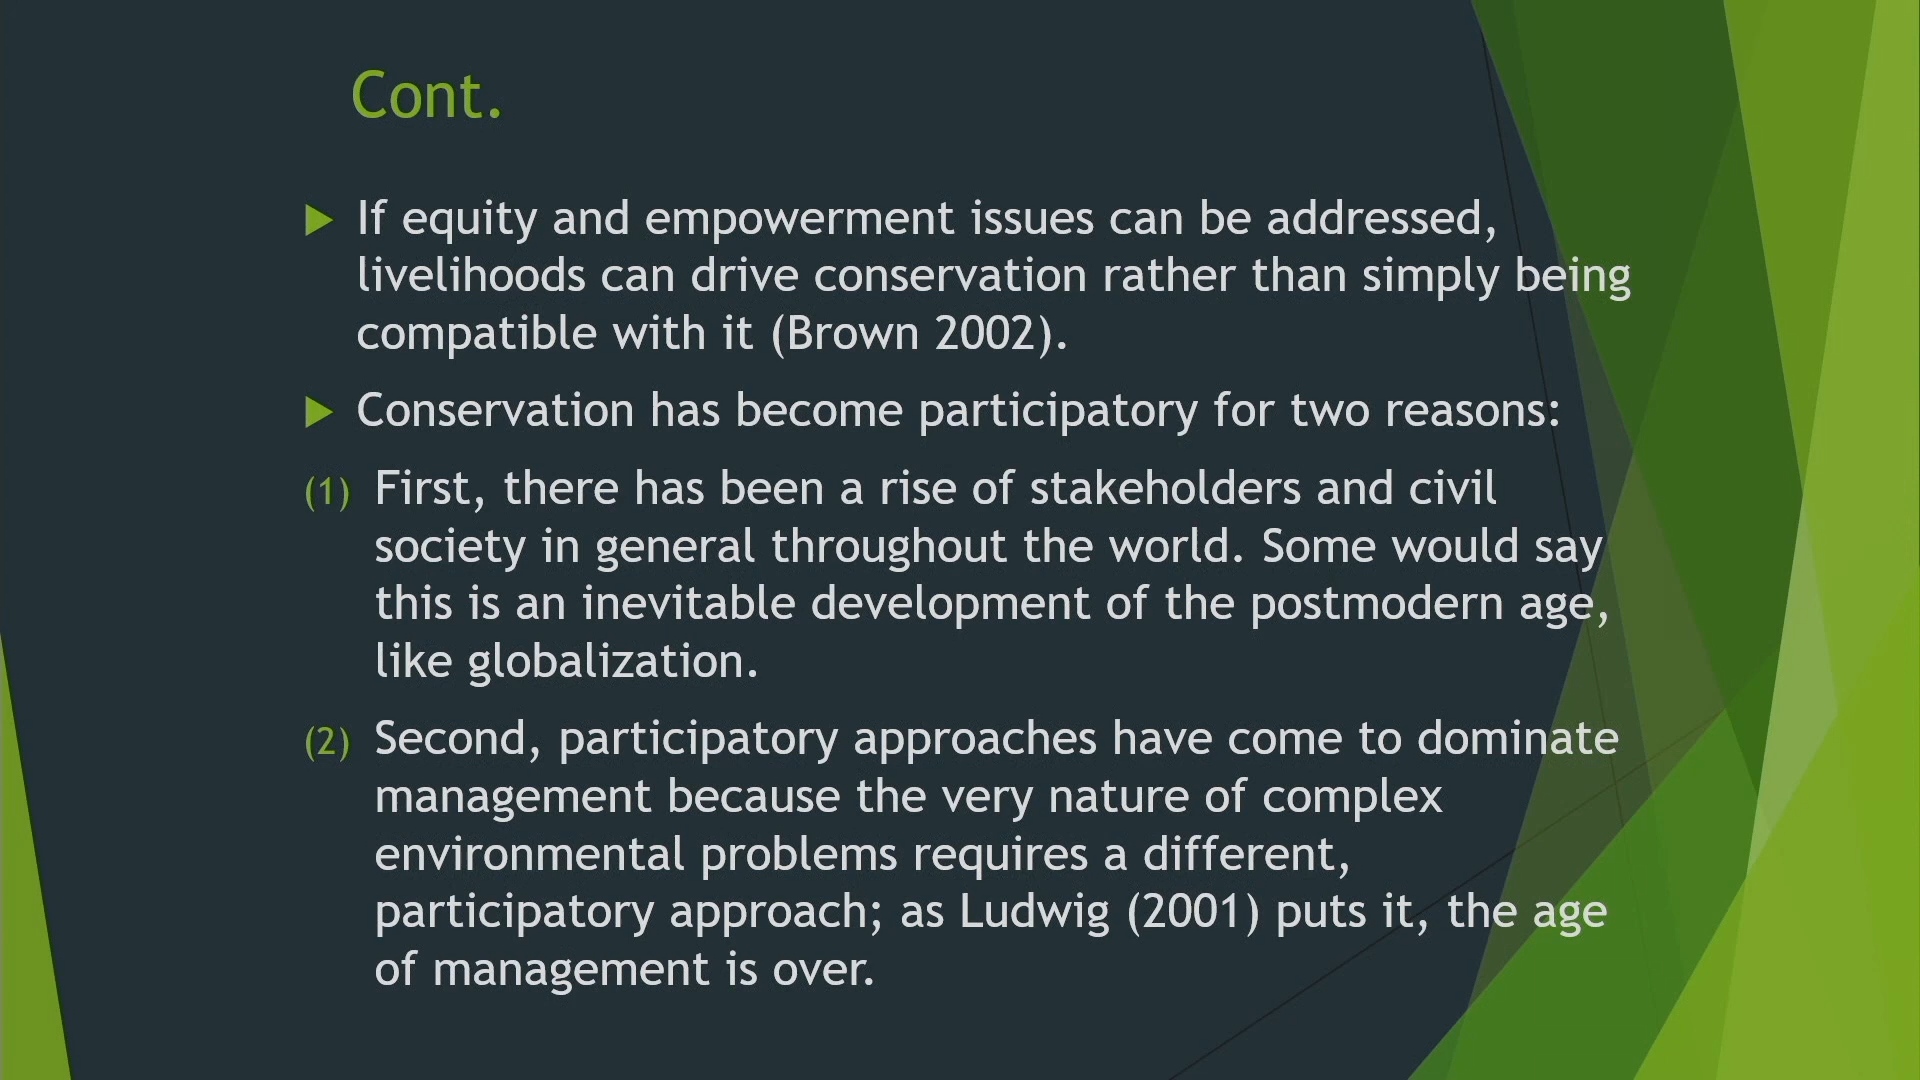 Cont.
If equity and empowerment issues can be addressed,
livelihoods can drive conservation rather than simply being
compatible with it (Brown 2002).
Conservation has become participatory for two reasons:
(1) First, there has been a rise of stakeholders and civil
society in general throughout the world. Some would say
this is an inevitable development of the postmodern age,
like globalization.
(2) Second, participatory approaches have come to dominate
management because the very nature of complex
environmental problems requires a different,
participatory approach; as Ludwig (2001) puts it, the age
of management is over.